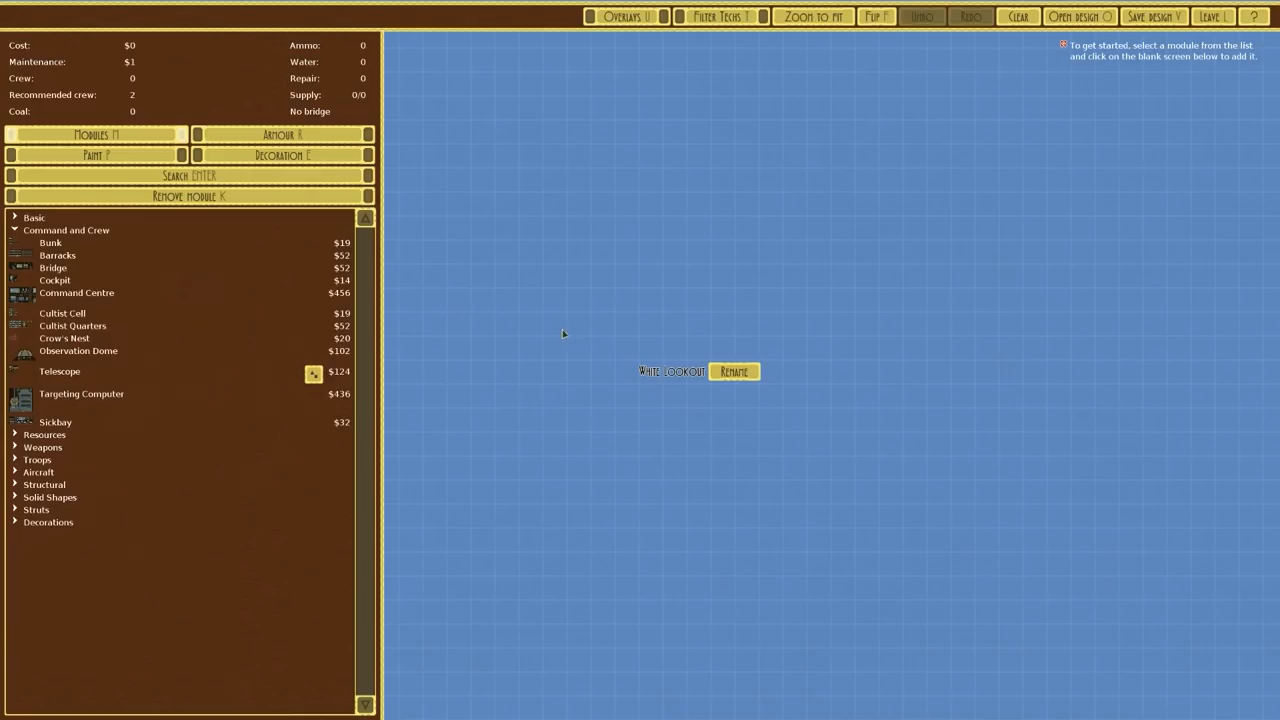 OVERLAYS U
FILTER TECHS T
ZOOM TO FIT
FLIP F
UNDO
REDO
CLEAR
OPEN DESIGN O
SAVE DESIGN V
LEAVE L
?
Cost: $0
Ammo: 0
Maintenance: $1
Water: 0
Crew: 0
Repair: 0
Recommended crew: 2
Supply: 0/0
Coal: 0
No bridge
To get started, select a module from the list
and click on the blank screen below to add it.
MODULES M
ARMOUR R
PAINT P
DECORATION E
SEARCH ENTER
REMOVE MODULE K
Basic
Command and Crew
Bunk $19
Barracks $52
Bridge $52
Cockpit $14
Command Centre $456
Cultist Cell $19
Cultist Quarters $52
Crow's Nest $20
Observation Dome $102
Telescope $124
Targeting Computer $436
Sickbay $32
Resources
Weapons
Troops
Aircraft
Structural
Solid Shapes
Struts
Decorations
WHITE LOOKOUT RENAME